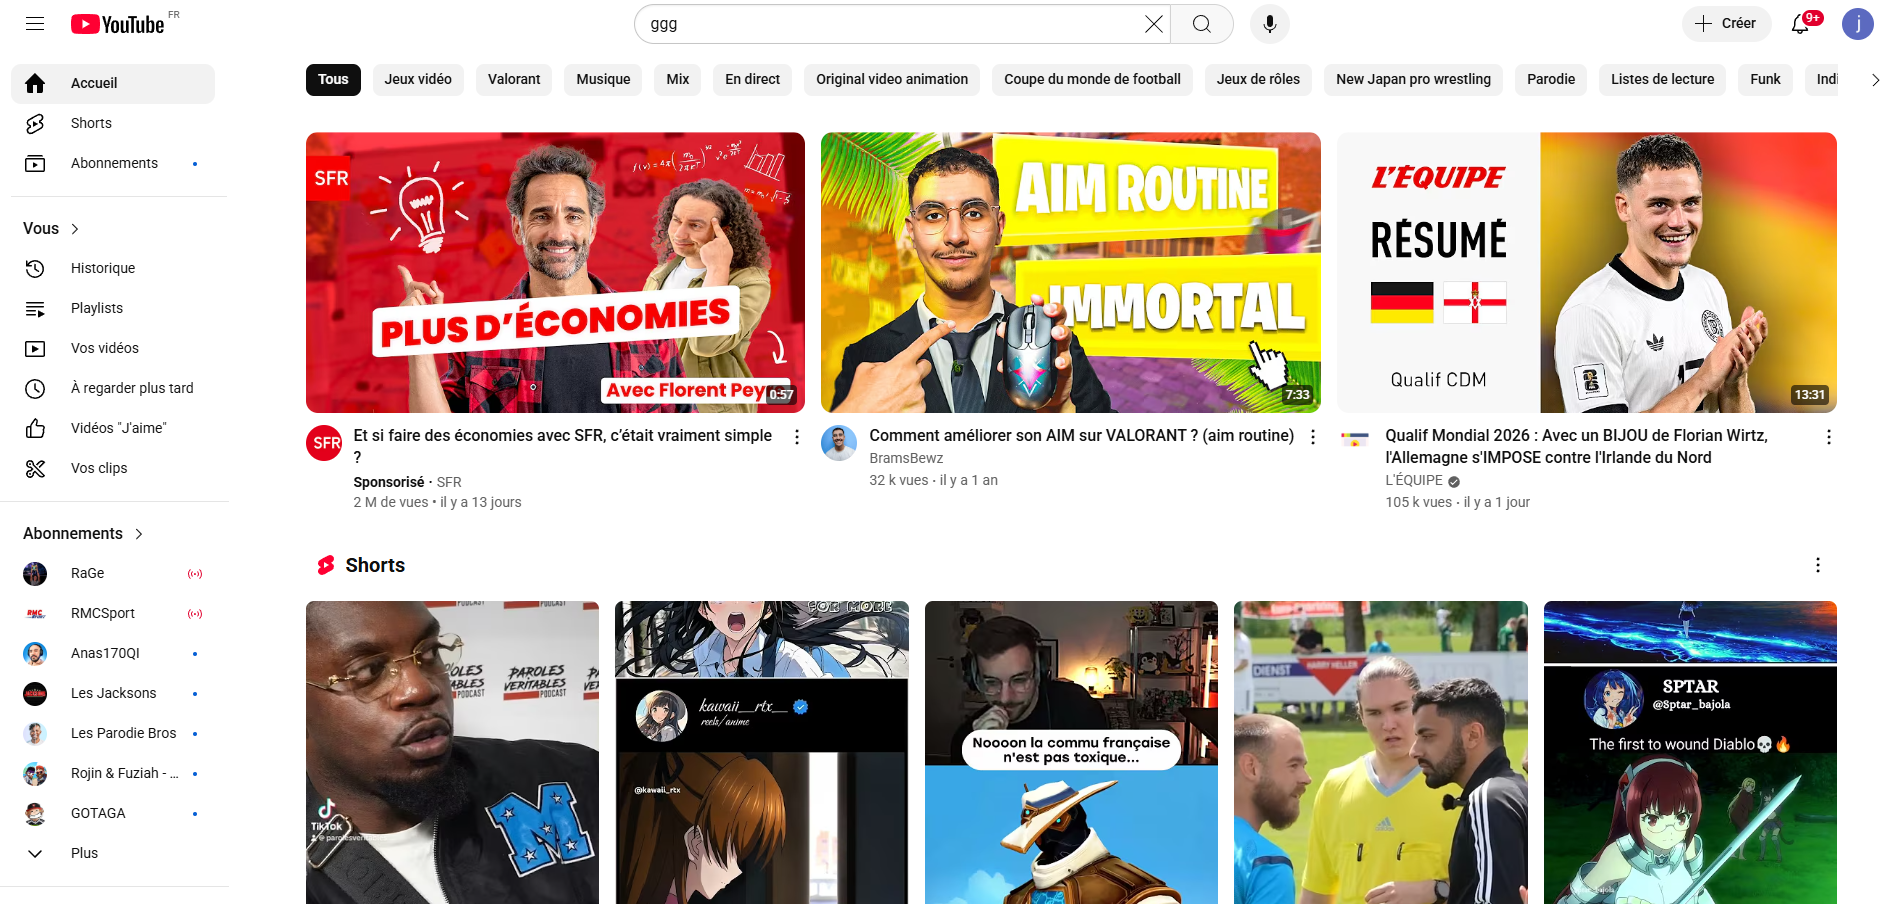 YouTube FR
ggg
Créer
9+
j
Accueil
Shorts
Abonnements
Vous
Historique
Playlists
Vos vidéos
À regarder plus tard
Vidéos "J'aime"
Vos clips
Abonnements
RaGe
RMCSport
Anas170QI
Les Jacksons
Les Parodie Bros
Rojin & Fuziah - ...
GOTAGA
Plus
Tous
Jeux vidéo
Valorant
Musique
Mix
En direct
Original video animation
Coupe du monde de football
Jeux de rôles
New Japan pro wrestling
Parodie
Listes de lecture
Funk
Indi
SFR
PLUS D'ÉCONOMIES
Avec Florent Pey
0:57
SFR
Et si faire des économies avec SFR, c'était vraiment simple
?
Sponsorisé · SFR
2 M de vues • il y a 13 jours
AIM ROUTINE
IMMORTAL
7:33
Comment améliorer son AIM sur VALORANT ? (aim routine)
BramsBewz
32 k vues · il y a 1 an
L'ÉQUIPE
RÉSUMÉ
Qualif CDM
13:31
Qualif Mondial 2026 : Avec un BIJOU de Florian Wirtz,
l'Allemagne s'IMPOSE contre l'Irlande du Nord
L'ÉQUIPE
105 k vues · il y a 1 jour
Shorts
PAROLES
VERITABLES
PODCAST
M
TikTok
FOR MORE
kawaii__rtx__
reels/anime
@kawaii_rtx
Noooon la commu française
n'est pas toxique...
DIENST
HARRY HELLER
SPTAR
@Sptar_bajola
The first to wound Diablo💀🔥